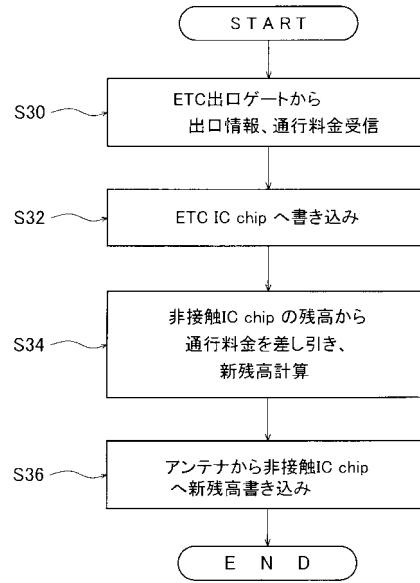 START
S30
ETC出口ゲートから
出口情報、通行料金受信
S32
ETC IC chip へ書き込み
S34
非接触IC chip の残高から
通行料金を差し引き、
新残高計算
S36
アンテナから非接触IC chip
へ新残高書き込み
END